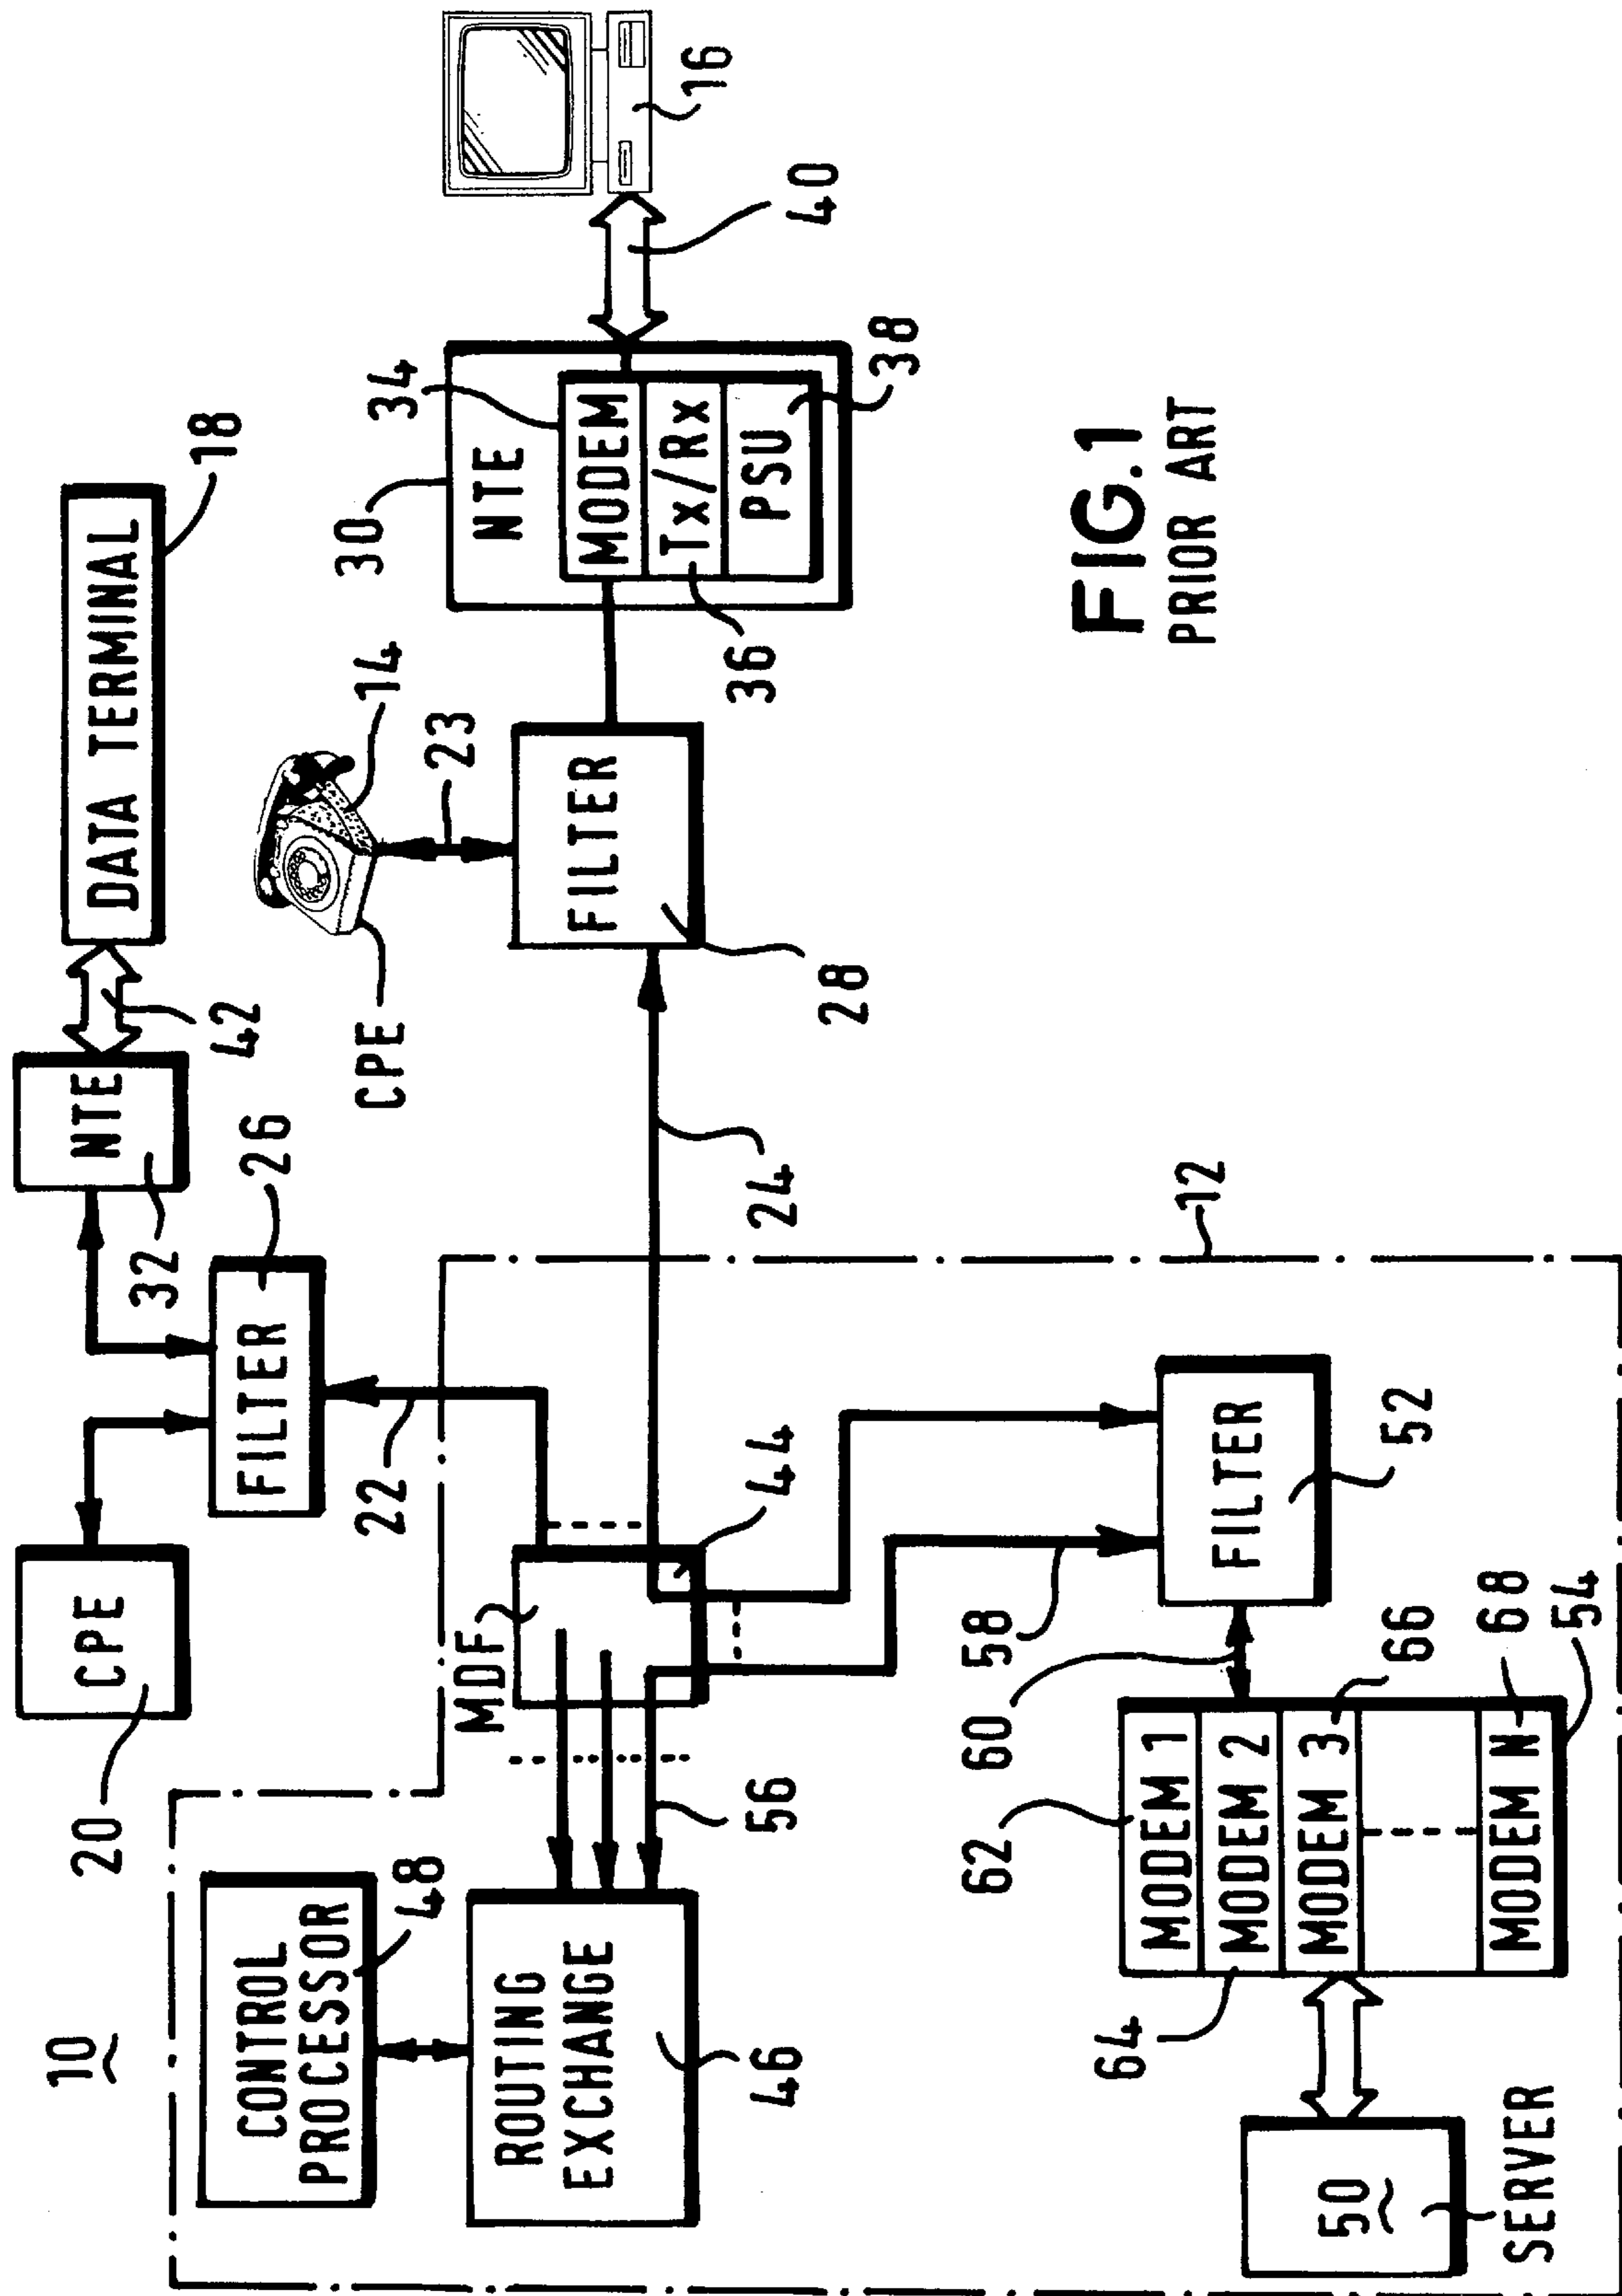 10
CONTROL
PROCESSOR
48
ROUTING
EXCHANGE
46
20
CPE
FILTER
26
22
32
NTE
42
DATA TERMINAL
18
CPE
14
23
FILTER
28
24
30
NTE
34
MODEM
Tx/Rx
PSU
36
38
40
16
MDF
44
56
58
60
FILTER
52
12
62
64
MODEM 1
MODEM 2
MODEM 3
MODEM N
66
68
54
50
SERVER
FIG.1
PRIOR ART